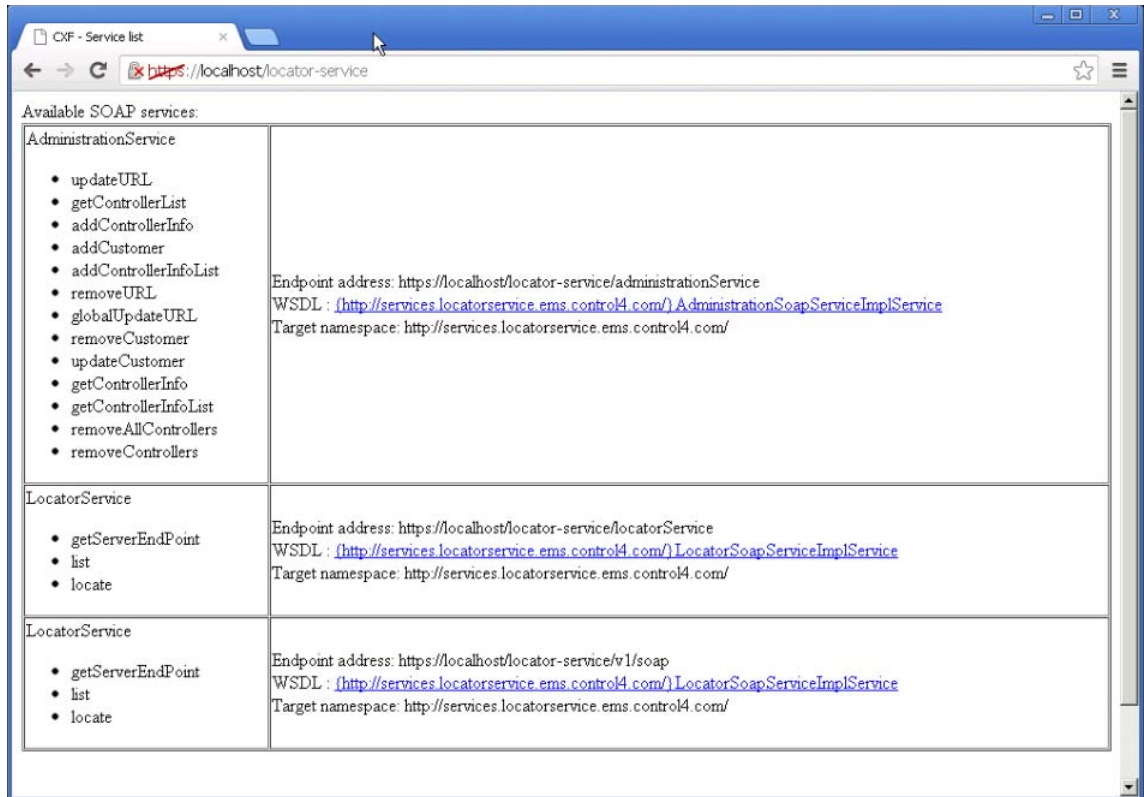 CXF - Service list
https://localhost/locator-service
Available SOAP services:
AdministrationService
updateURL
getControllerList
addControllerInfo
addCustomer
addControllerInfoList
removeURL
globalUpdateURL
removeCustomer
updateCustomer
getControllerInfo
getControllerInfoList
removeAllControllers
removeControllers
Endpoint address: https://localhost/locator-service/administrationService
WSDL : {http://services.locatorservice.ems.control4.com/}AdministrationSoapServiceImplService
Target namespace: http://services.locatorservice.ems.control4.com/
LocatorService
getServerEndPoint
list
locate
Endpoint address: https://localhost/locator-service/locatorService
WSDL : {http://services.locatorservice.ems.control4.com/}LocatorSoapServiceImplService
Target namespace: http://services.locatorservice.ems.control4.com/
LocatorService
getServerEndPoint
list
locate
Endpoint address: https://localhost/locator-service/v1/soap
WSDL : {http://services.locatorservice.ems.control4.com/}LocatorSoapServiceImplService
Target namespace: http://services.locatorservice.ems.control4.com/